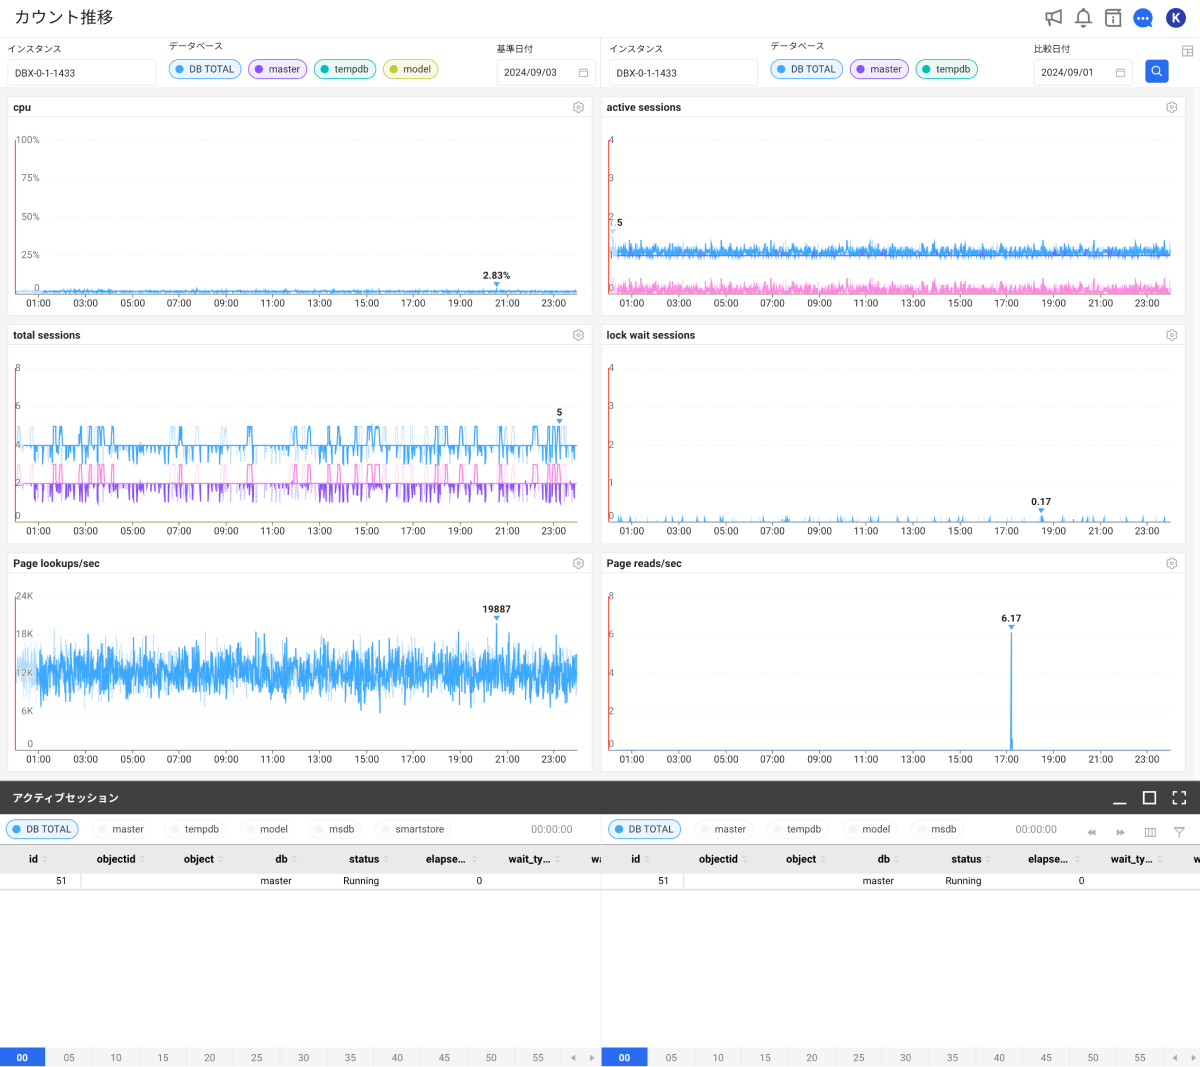 カウント推移
K
インスタンス
データベース
基準日付
インスタンス
データベース
比較日付
DBX-0-1-1433
DB TOTAL
master
tempdb
model
2024/09/03
DBX-0-1-1433
DB TOTAL
master
tempdb
2024/09/01
cpu
100%
75%
50%
25%
0
2.83%
01:00 03:00 05:00 07:00 09:00 11:00 13:00 15:00 17:00 19:00 21:00 23:00
active sessions
4
3
2
1
0
1.5
01:00 03:00 05:00 07:00 09:00 11:00 13:00 15:00 17:00 19:00 21:00 23:00
total sessions
8
6
4
2
0
5
01:00 03:00 05:00 07:00 09:00 11:00 13:00 15:00 17:00 19:00 21:00 23:00
lock wait sessions
4
3
2
1
0
0.17
01:00 03:00 05:00 07:00 09:00 11:00 13:00 15:00 17:00 19:00 21:00 23:00
Page lookups/sec
24K
18K
12K
6K
0
19887
01:00 03:00 05:00 07:00 09:00 11:00 13:00 15:00 17:00 19:00 21:00 23:00
Page reads/sec
8
6
4
2
0
6.17
01:00 03:00 05:00 07:00 09:00 11:00 13:00 15:00 17:00 19:00 21:00 23:00
アクティブセッション
DB TOTAL master tempdb model msdb smartstore 00:00:00
DB TOTAL master tempdb model msdb 00:00:00
id objectid object db status elapse... wait_ty... wa
id objectid object db status elapse... wait_ty... w
51 master Running 0
51 master Running 0
00 05 10 15 20 25 30 35 40 45 50 55
00 05 10 15 20 25 30 35 40 45 50 55